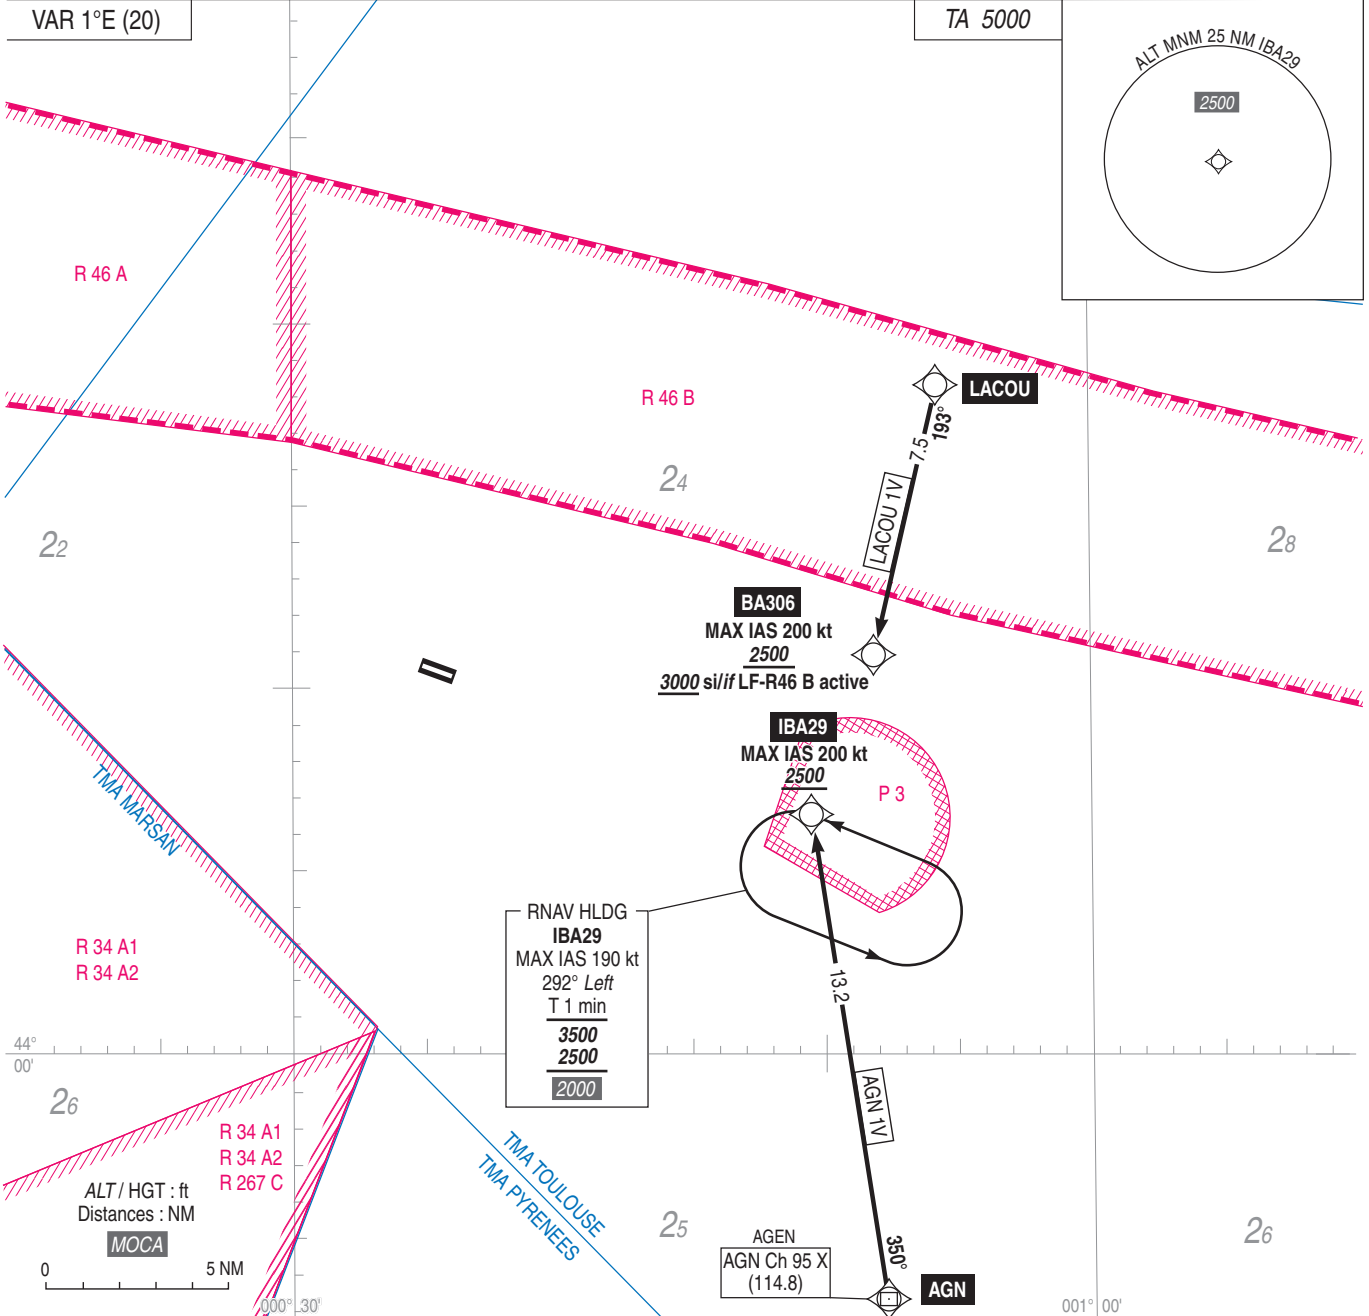 VAR 1°E (20)
TA 5000
ALT MNM 25 NM IBA29
2500
R 46 A
R 46 B
LACOU
193°
7.5
LACOU 1V
24
22
28
BA306
MAX IAS 200 kt
2500
3000 si/if LF-R46 B active
IBA29
MAX IAS 200 kt
2500
P 3
TMA MARSAN
RNAV HLDG
IBA29
MAX IAS 190 kt
292° Left
T 1 min
3500
2500
2000
13.2
R 34 A1
R 34 A2
44°
00'
26
R 34 A1
R 34 A2
R 267 C
AGN 1V
TMA TOULOUSE
TMA PYRENEES
ALT / HGT : ft
Distances : NM
MOCA
0 5 NM
25
26
AGEN
AGN Ch 95 X
(114.8)
350°
AGN
000° 30'
001° 00'